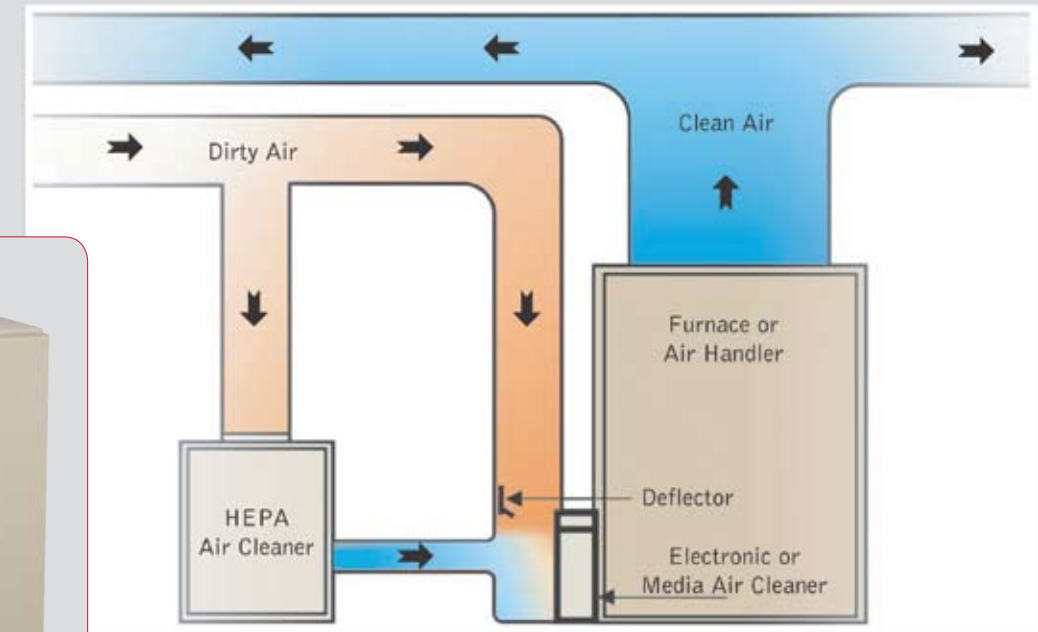 Clean Air
Dirty Air
Furnace or
Air Handler
Deflector
HEPA
Air Cleaner
Electronic or
Media Air Cleaner